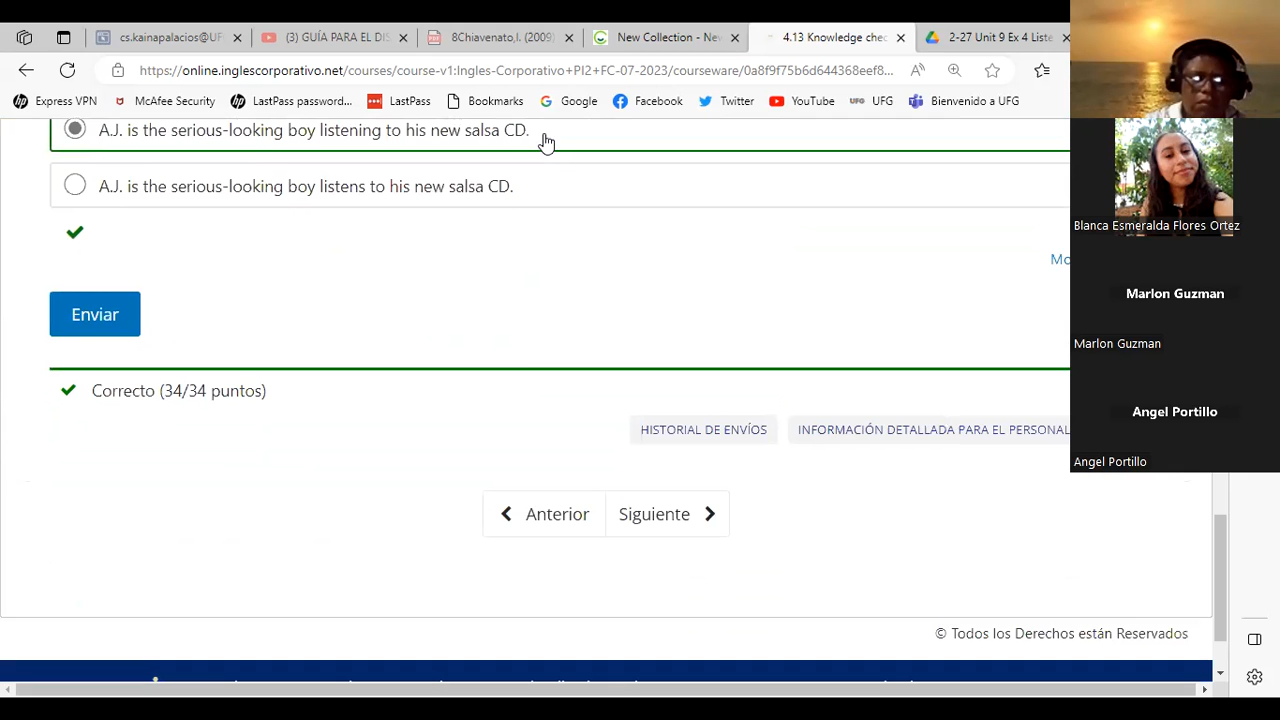 cs.kainapalacios@UF
(3) GUÍA PARA EL DIS
8Chiavenato,I. (2009)
New Collection - Nev
4.13 Knowledge chec
2-27 Unit 9 Ex 4 Liste
https://online.inglescorporativo.net/courses/course-v1:Ingles-Corporativo+PI2+FC-07-2023/courseware/0a8f9f75b6d644368eef8...
Express VPN
McAfee Security
LastPass password...
LastPass
Bookmarks
Google
Facebook
Twitter
YouTube
UFG
Bienvenido a UFG
A.J. is the serious-looking boy listening to his new salsa CD.
A.J. is the serious-looking boy listens to his new salsa CD.
Mo
Enviar
Correcto (34/34 puntos)
HISTORIAL DE ENVÍOS
INFORMACIÓN DETALLADA PARA EL PERSONAL
Anterior
Siguiente
© Todos los Derechos están Reservados
Blanca Esmeralda Flores Ortez
Marlon Guzman
Marlon Guzman
Angel Portillo
Angel Portillo